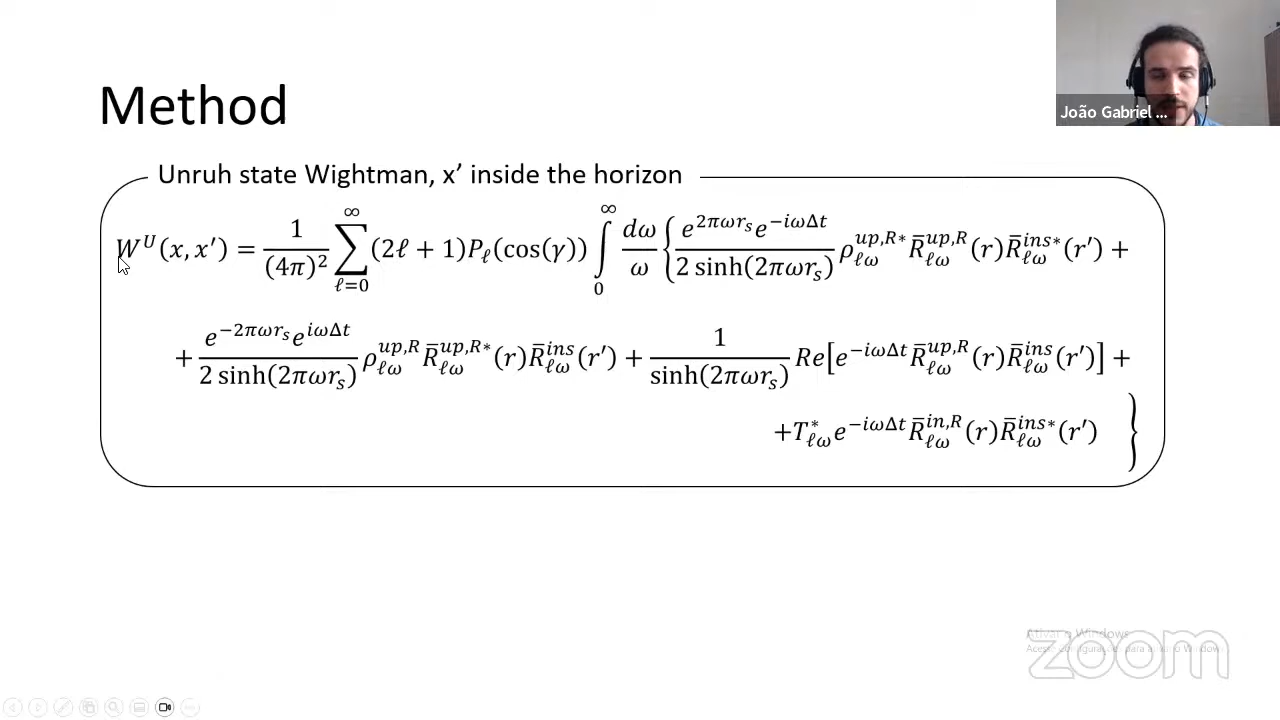 Method
João Gabriel ...
Unruh state Wightman, x’ inside the horizon
𝑊^𝑈(𝑥, 𝑥′) = 1/(4𝜋)² ∑_{ℓ=0}^{∞} (2ℓ + 1)𝑃_ℓ(cos(𝛾)) ∫_0^∞ 𝑑𝜔/𝜔 { 𝑒^{2𝜋𝜔𝑟_𝑠}𝑒^{−𝑖𝜔Δ𝑡}/(2 sinh(2𝜋𝜔𝑟_𝑠)) 𝜌_{ℓ𝜔}^{𝑢𝑝,𝑅∗} R̄_{ℓ𝜔}^{𝑢𝑝,𝑅}(𝑟) R̄_{ℓ𝜔}^{𝑖𝑛𝑠∗}(𝑟′) +
+ 𝑒^{−2𝜋𝜔𝑟_𝑠}𝑒^{𝑖𝜔Δ𝑡}/(2 sinh(2𝜋𝜔𝑟_𝑠)) 𝜌_{ℓ𝜔}^{𝑢𝑝,𝑅} R̄_{ℓ𝜔}^{𝑢𝑝,𝑅∗}(𝑟) R̄_{ℓ𝜔}^{𝑖𝑛𝑠}(𝑟′) + 1/sinh(2𝜋𝜔𝑟_𝑠) 𝑅𝑒[𝑒^{−𝑖𝜔Δ𝑡} R̄_{ℓ𝜔}^{𝑢𝑝,𝑅}(𝑟) R̄_{ℓ𝜔}^{𝑖𝑛𝑠}(𝑟′)] +
+𝑇_{ℓ𝜔}^∗ 𝑒^{−𝑖𝜔Δ𝑡} R̄_{ℓ𝜔}^{𝑖𝑛,𝑅}(𝑟) R̄_{ℓ𝜔}^{𝑖𝑛𝑠∗}(𝑟′) }
Ativar o Windows
zoom